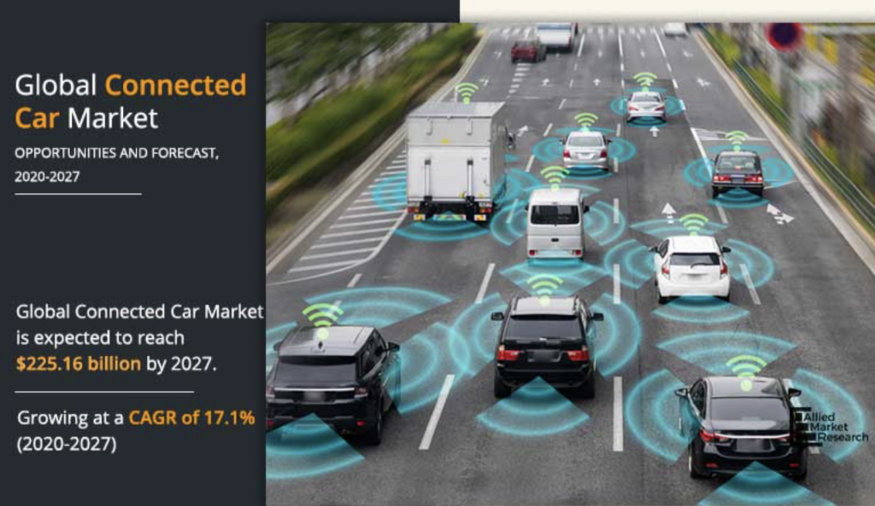 Global Connected
Car Market
OPPORTUNITIES AND FORECAST,
2020-2027
Global Connected Car Market
is expected to reach
$225.16 billion by 2027.
Growing at a CAGR of 17.1%
(2020-2027)
Allied
Market
Research